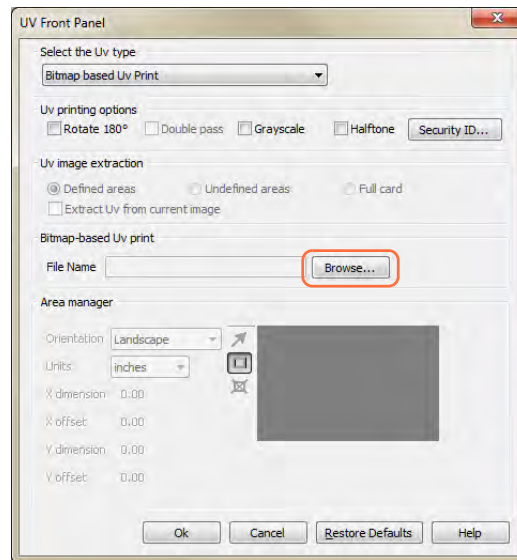 UV Front Panel
Select the Uv type
Bitmap based Uv Print
Uv printing options
Rotate 180° Double pass Grayscale Halftone Security ID...
Uv image extraction
Defined areas Undefined areas Full card
Extract Uv from current image
Bitmap-based Uv print
File Name Browse...
Area manager
Orientation Landscape
Units inches
X dimension 0.00
X offset 0.00
Y dimension 0.00
Y offset 0.00
Ok Cancel Restore Defaults Help